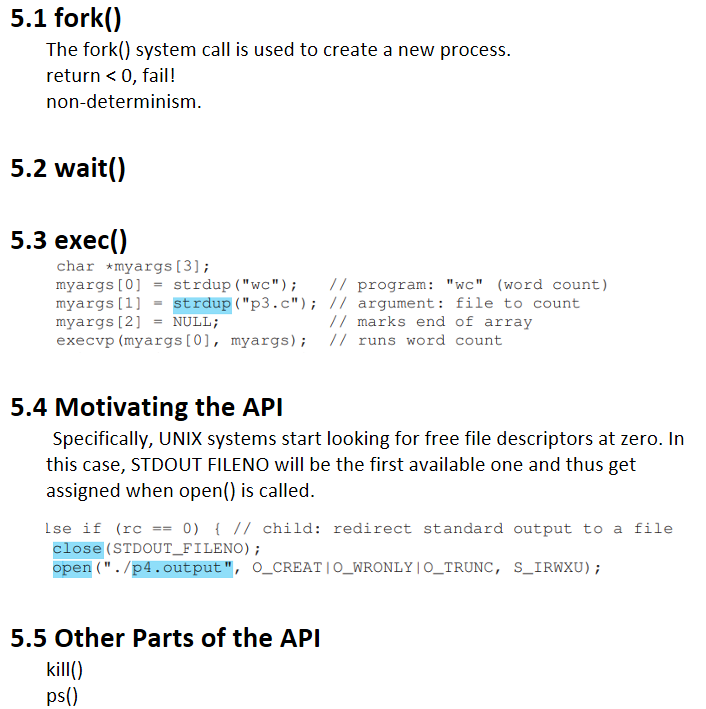 5.1 fork()
The fork() system call is used to create a new process.
return < 0, fail!
non-determinism.
5.2 wait()
5.3 exec()
char *myargs[3];
myargs[0] = strdup("wc");   // program: "wc" (word count)
myargs[1] = strdup("p3.c"); // argument: file to count
myargs[2] = NULL;           // marks end of array
execvp(myargs[0], myargs);  // runs word count
5.4 Motivating the API
Specifically, UNIX systems start looking for free file descriptors at zero. In
this case, STDOUT FILENO will be the first available one and thus get
assigned when open() is called.
lse if (rc == 0) { // child: redirect standard output to a file
close(STDOUT_FILENO);
open("./p4.output", O_CREAT|O_WRONLY|O_TRUNC, S_IRWXU);
5.5 Other Parts of the API
kill()
ps()